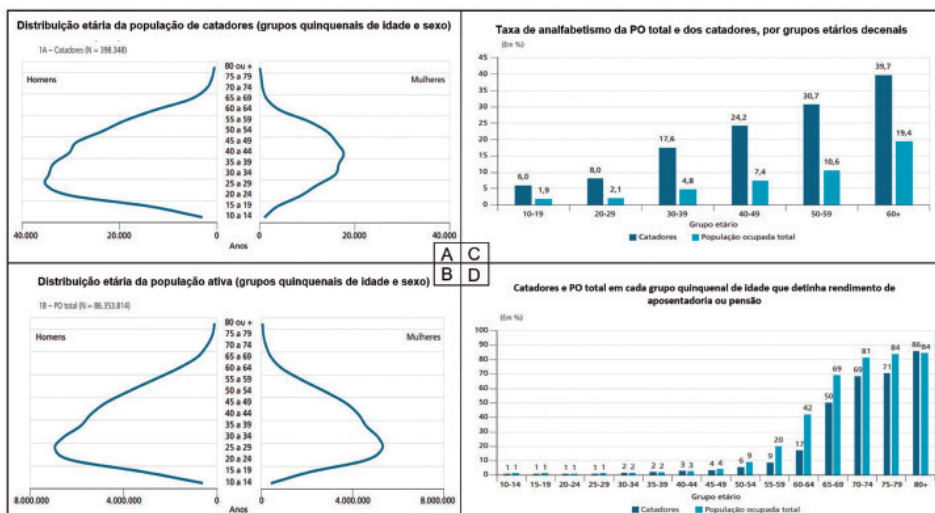 Distribuição etária da população de catadores (grupos quinquenais de idade e sexo)
1A – Catadores (N = 398.348)
Homens
Mulheres
80 ou +
75 a 79
70 a 74
65 a 69
60 a 64
55 a 59
50 a 54
45 a 49
40 a 44
35 a 39
30 a 34
25 a 29
20 a 24
15 a 19
10 a 14
40.000 20.000 0 0 20.000 40.000
Anos
Taxa de analfabetismo da PO total e dos catadores, por grupos etários decenais
(Em %)
45
40
35
30
25
20
15
10
5
0
6,0 1,9 8,0 2,1 17,6 4,8 24,2 7,4 30,7 10,6 39,7 19,4
10-19 20-29 30-39 40-49 50-59 60+
Grupo etário
Catadores População ocupada total
A C
B D
Distribuição etária da população ativa (grupos quinquenais de idade e sexo)
1B – PO total (N = 86.353.814)
Homens
Mulheres
80 ou +
75 a 79
70 a 74
65 a 69
60 a 64
55 a 59
50 a 54
45 a 49
40 a 44
35 a 39
30 a 34
25 a 29
20 a 24
15 a 19
10 a 14
8.000.000 4.000.000 0 0 4.000.000 8.000.000
Anos
Catadores e PO total em cada grupo quinquenal de idade que detinha rendimento de
aposentadoria ou pensão
(Em %)
100
90
80
70
60
50
40
30
20
10
0
1 1 1 1 1 1 1 1 2 2 2 2 3 3 4 4 6 9 9 20 17 42 50 69 69 81 71 84 86 84
10-14 15-19 20-24 25-29 30-34 35-39 40-44 45-49 50-54 55-59 60-64 65-69 70-74 75-79 80+
Grupo etário
Catadores População ocupada total